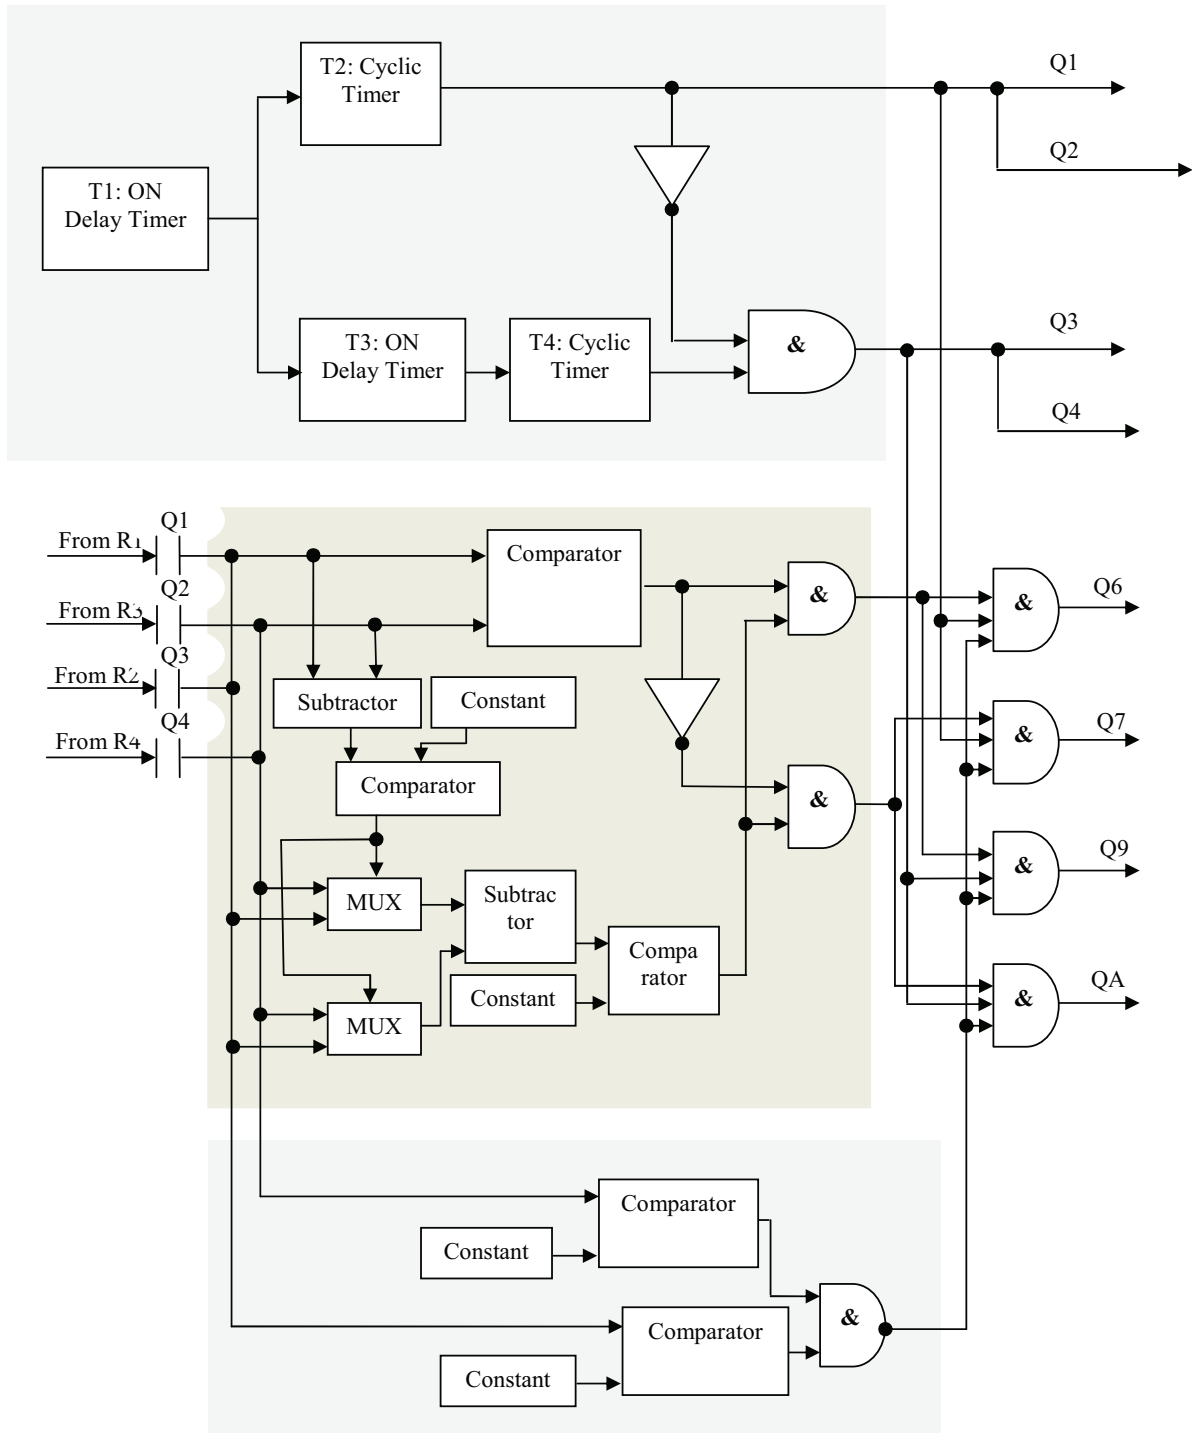 T2: Cyclic
Timer
Q1
Q2
T1: ON
Delay Timer
T3: ON
Delay Timer
T4: Cyclic
Timer
&
Q3
Q4
Q1
From R1
Q2
From R3
Q3
From R2
Q4
From R4
Comparator
&
&
Q6
Subtractor
Constant
Comparator
&
&
Q7
MUX
Subtrac
tor
&
Q9
Compa
rator
Constant
MUX
&
QA
Comparator
Constant
&
Comparator
Constant